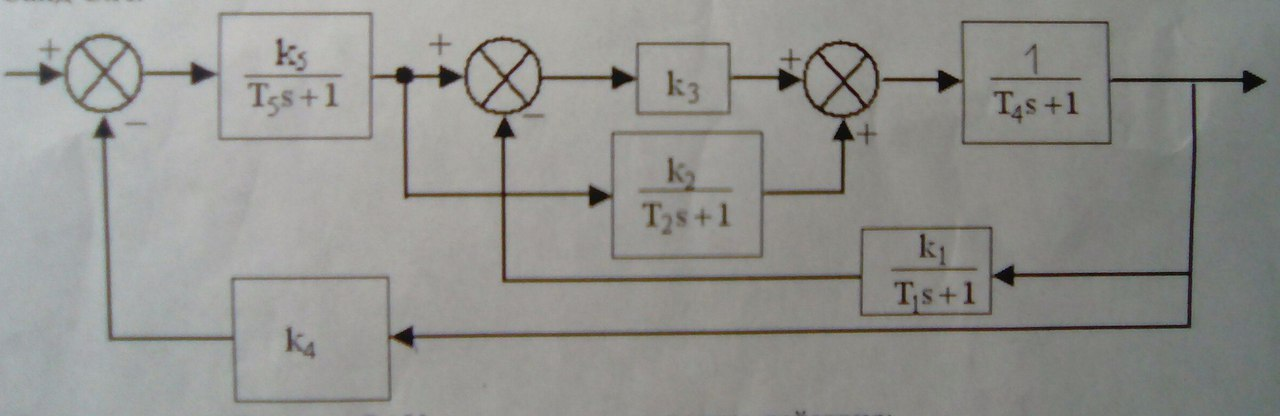 + k5 + + 1
T5s+1 k3 T4s+1
− − +
k2
T2s+1
k1
T1s+1
k4